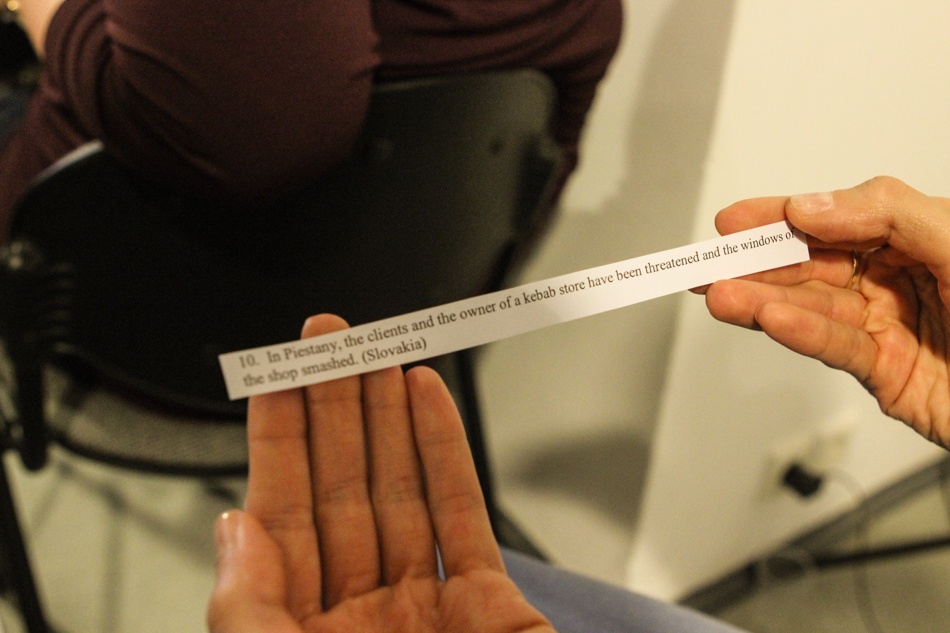 10. In Piestany, the clients and the owner of a kebab store have been threatened and the windows of
the shop smashed. (Slovakia)